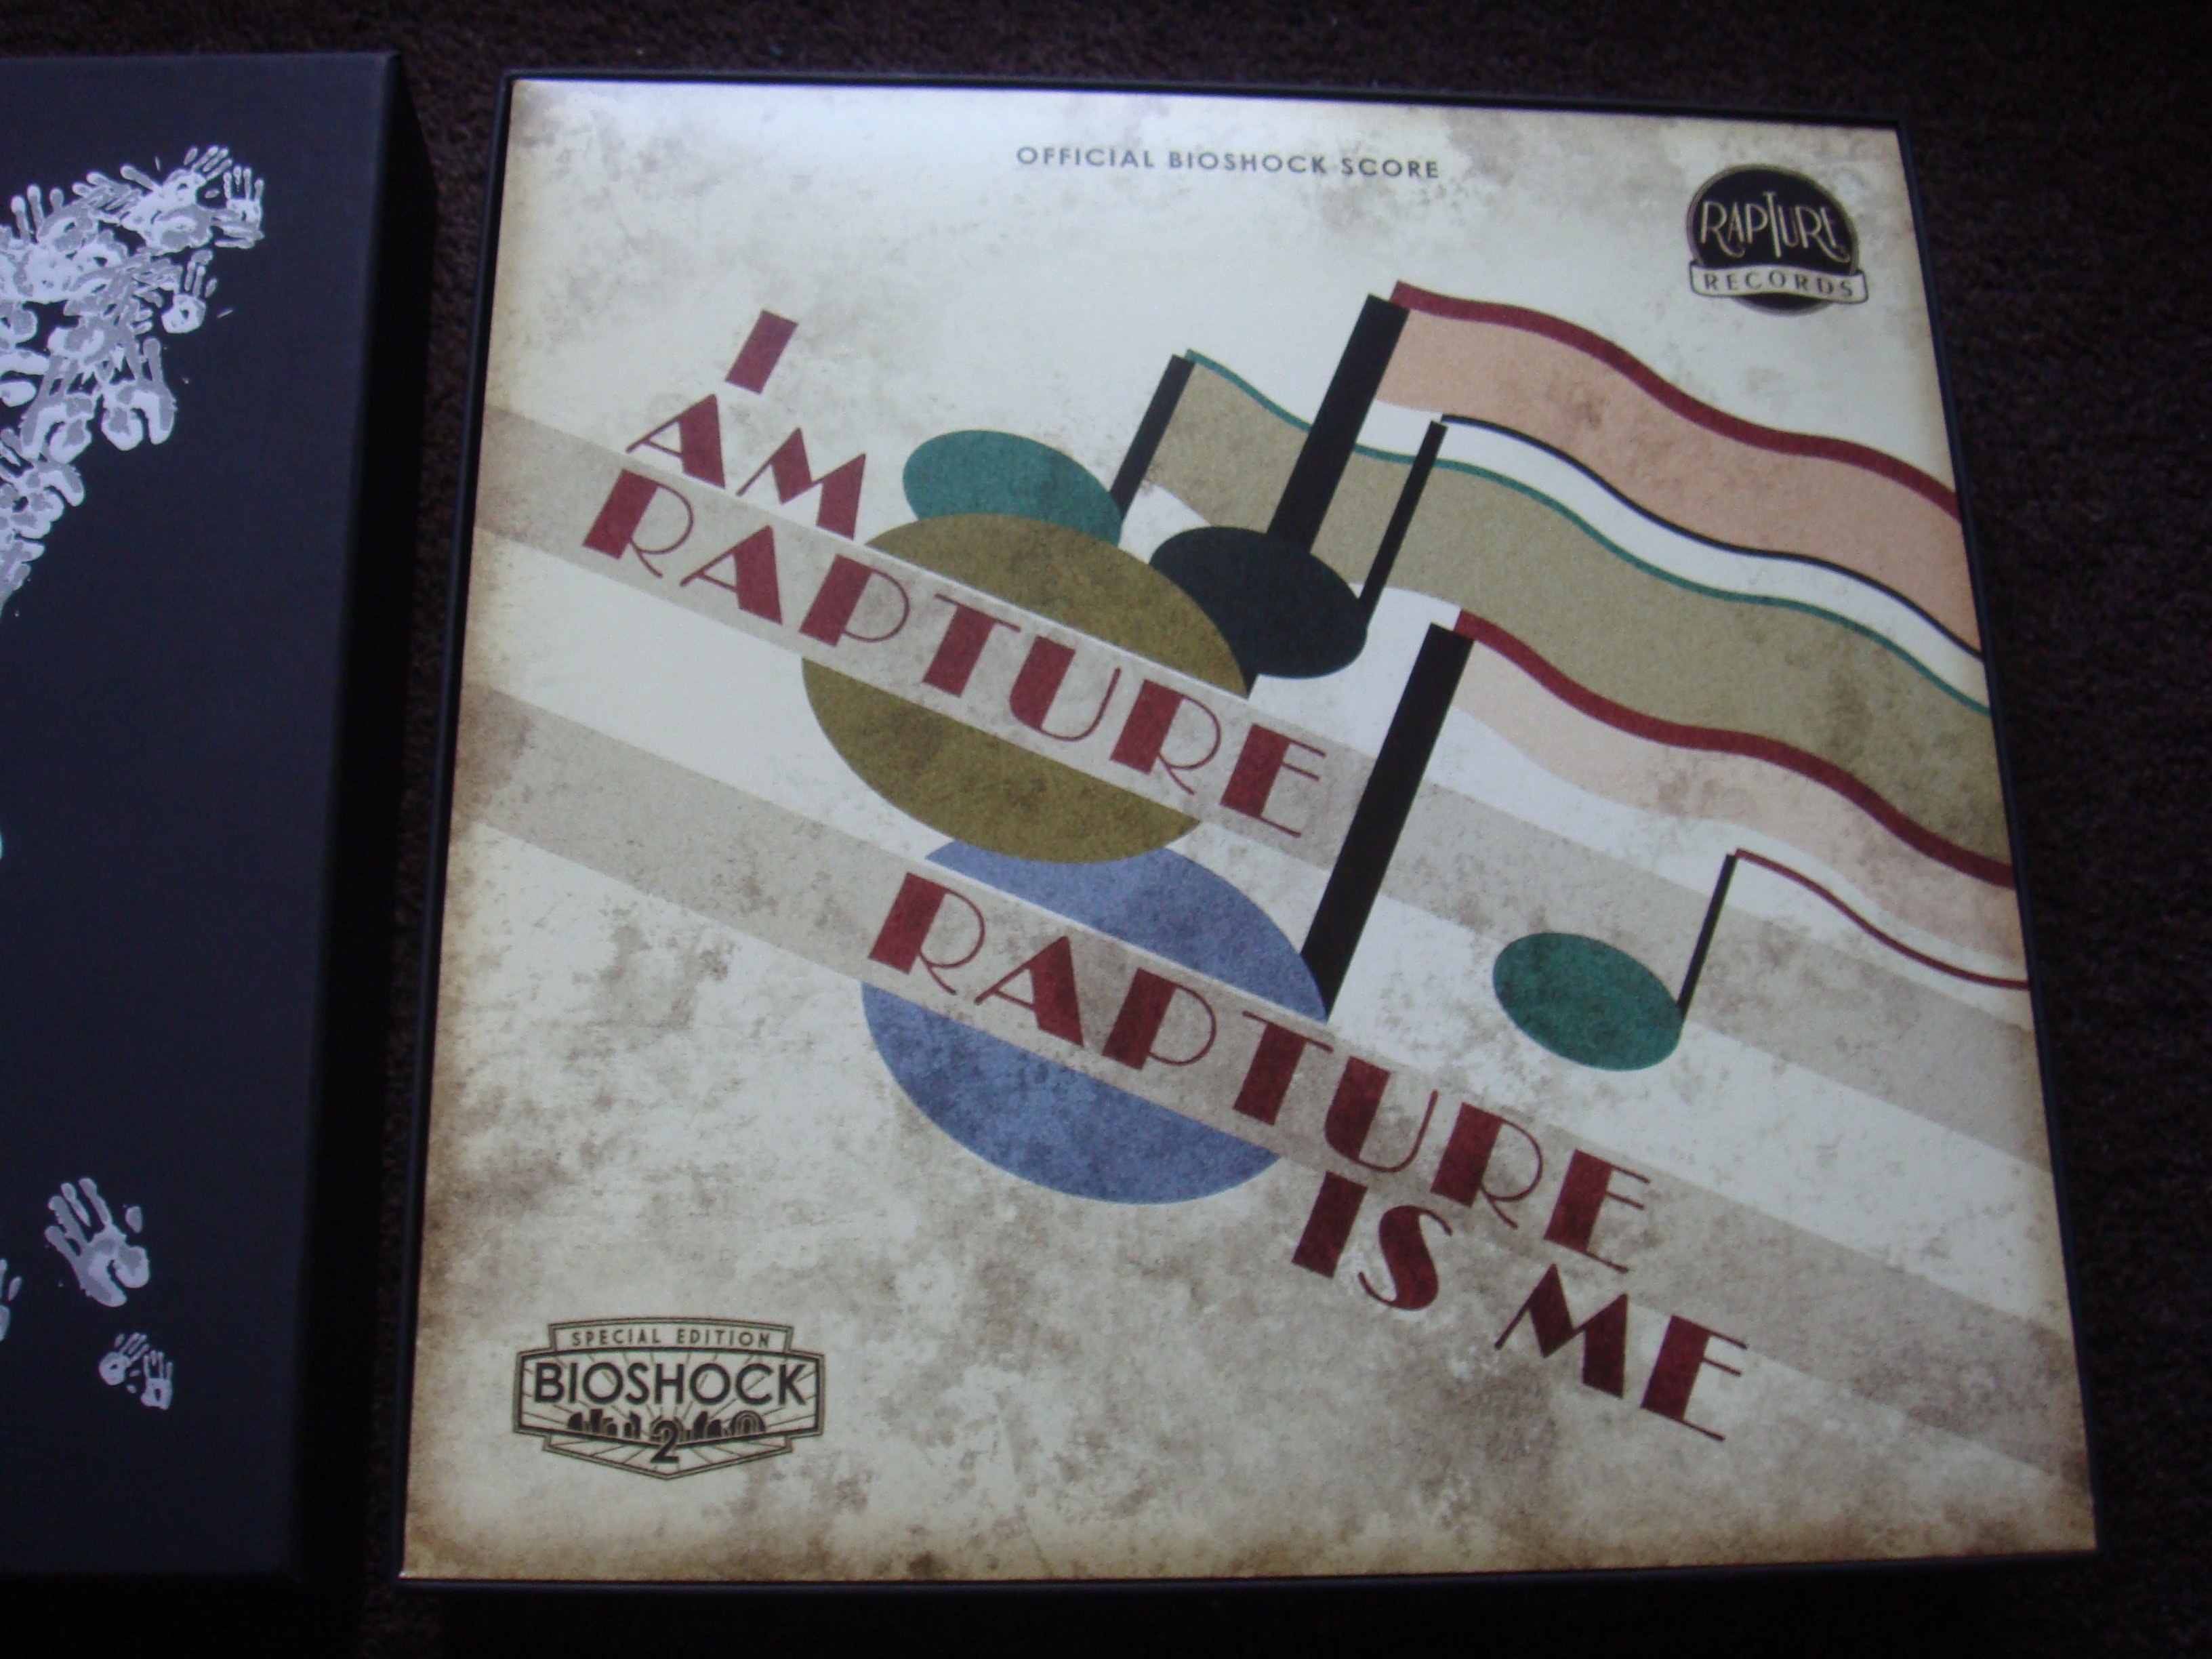 OFFICIAL BIOSHOCK SCORE
RAPTURE
RECORDS
I
AM
RAPTURE
RAPTURE
IS ME
SPECIAL EDITION
BIOSHOCK
2